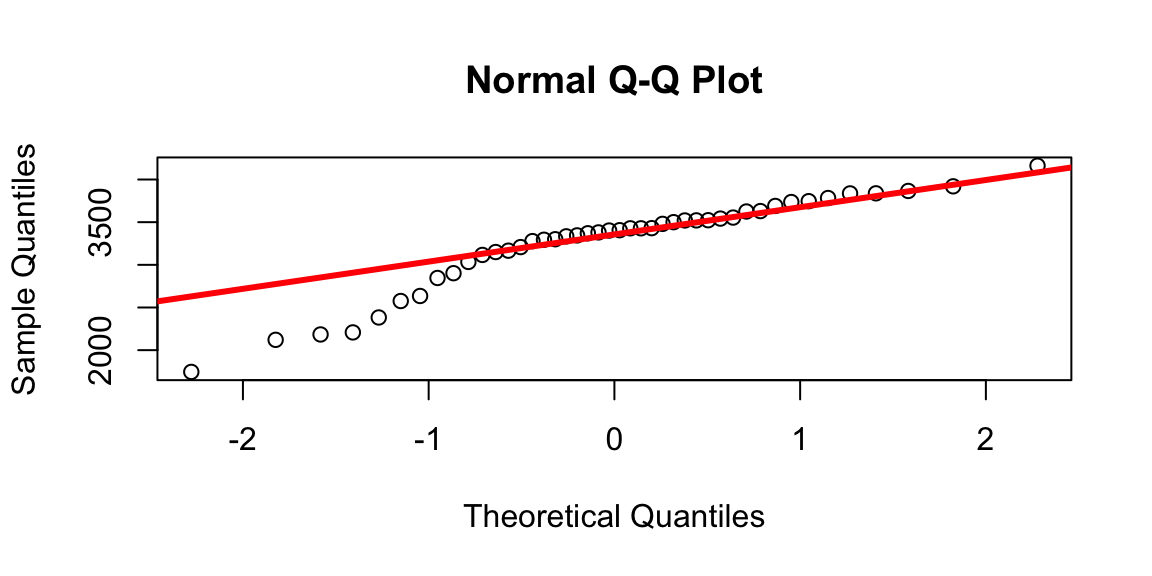 Normal Q-Q Plot
Sample Quantiles
3500
2000
-2 -1 0 1 2
Theoretical Quantiles